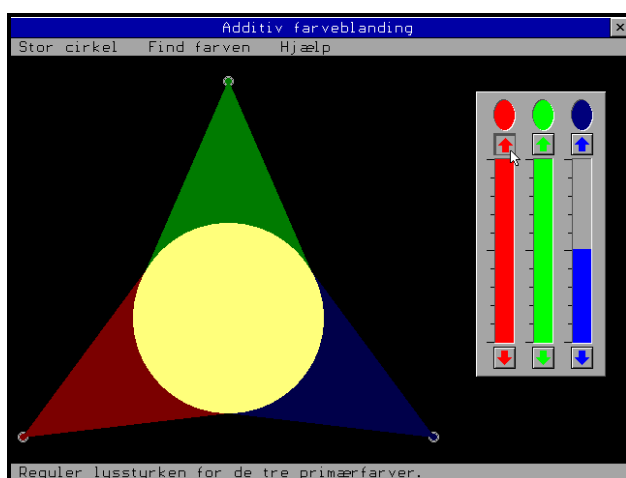 Additiv farveblanding
Stor cirkel Find farven Hjælp
Reguler lysstyrken for de tre primærfarver.